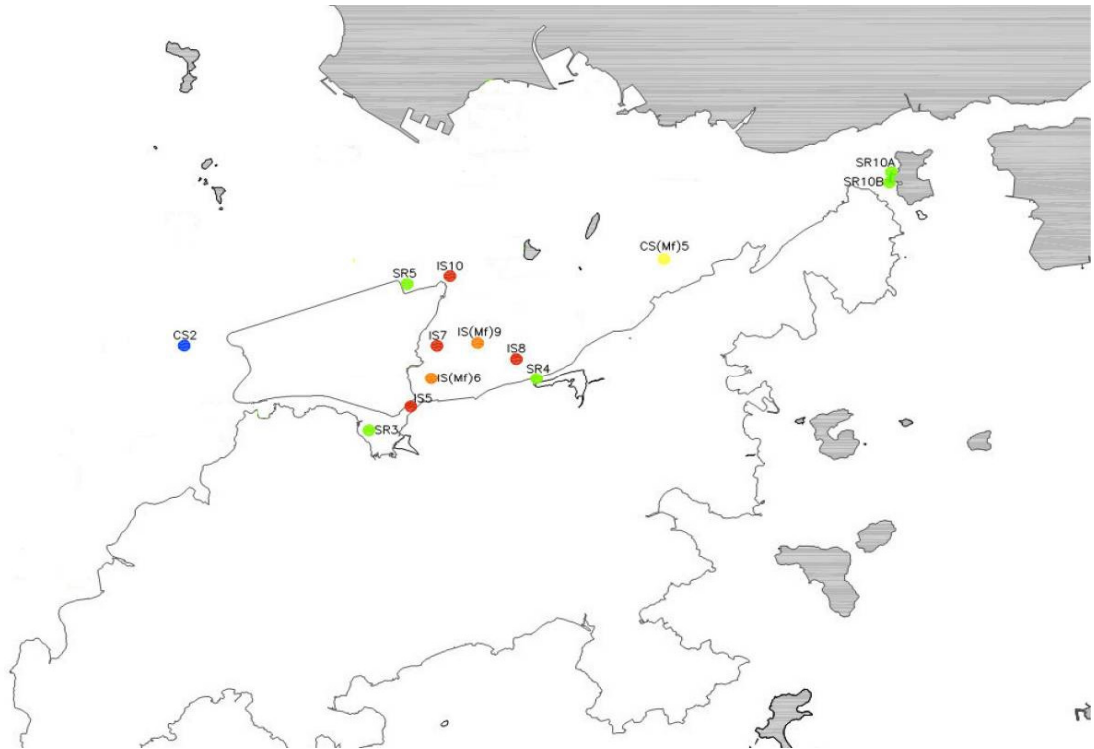 SR10A
SR10B
CS(Mf)5
IS10
SR5
CS2
IS7
IS(Mf)9
IS8
SR4
IS(Mf)6
IS5
SR3